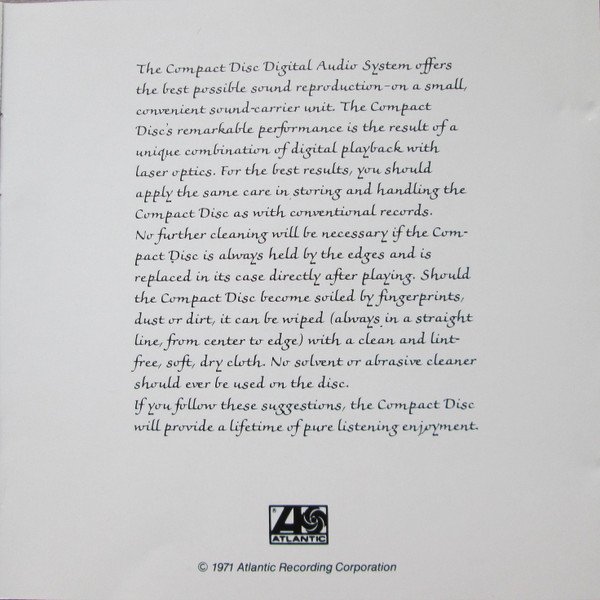 The Compact Disc Digital Audio System offers
the best possible sound reproduction-on a small,
convenient sound-carrier unit. The Compact
Disc's remarkable performance is the result of a
unique combination of digital playback with
laser optics. For the best results, you should
apply the same care in storing and handling the
Compact Disc as with conventional records.
No further cleaning will be necessary if the Com-
pact Disc is always held by the edges and is
replaced in its case directly after playing. Should
the Compact Disc become soiled by fingerprints,
dust or dirt, it can be wiped (always in a straight
line, from center to edge) with a clean and lint-
free, soft, dry cloth. No solvent or abrasive cleaner
should ever be used on the disc.
If you follow these suggestions, the Compact Disc
will provide a lifetime of pure listening enjoyment.
ATLANTIC
© 1971 Atlantic Recording Corporation